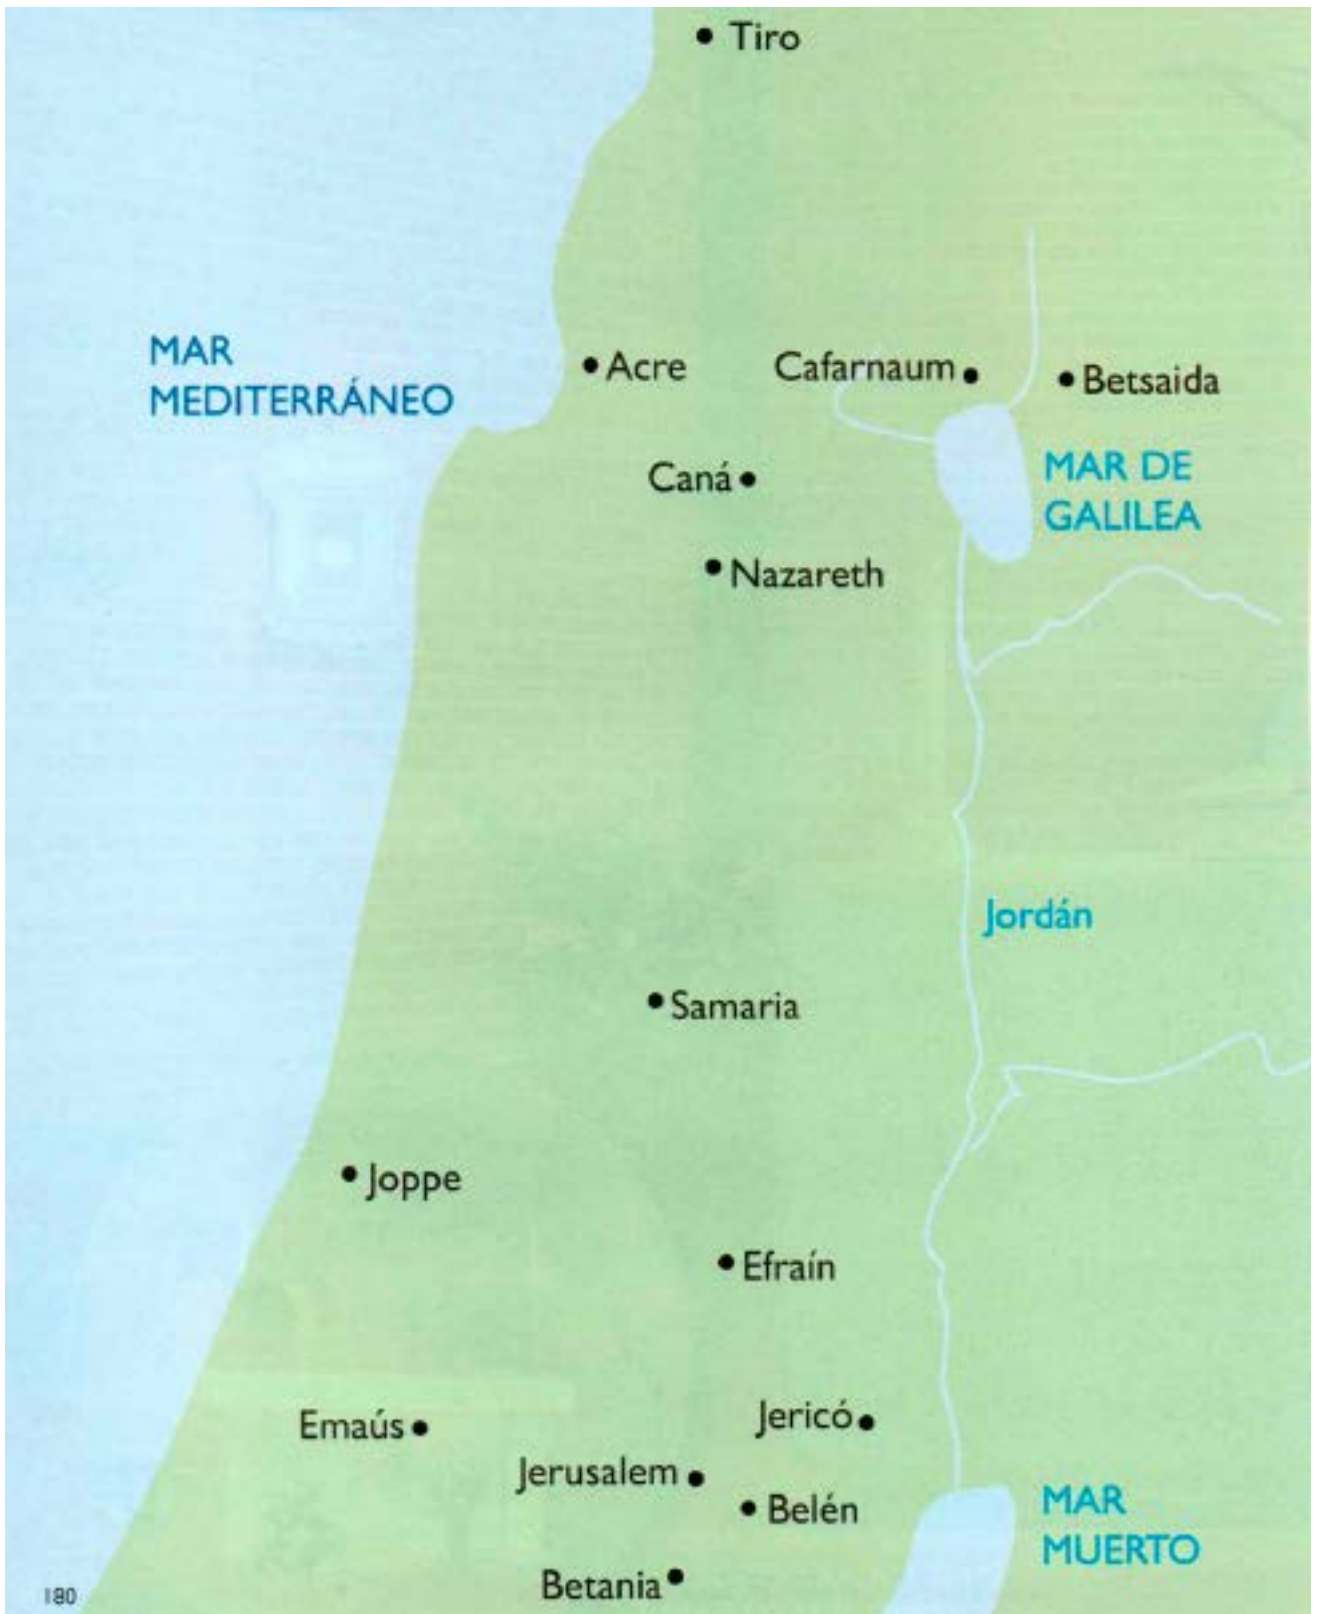 Tiro
MAR
MEDITERRÁNEO
Acre
Cafarnaum
Betsaida
Caná
MAR DE
GALILEA
Nazareth
Jordán
Samaria
Joppe
Efraín
Emaús
Jericó
Jerusalem
Belén
MAR
MUERTO
Betania
180